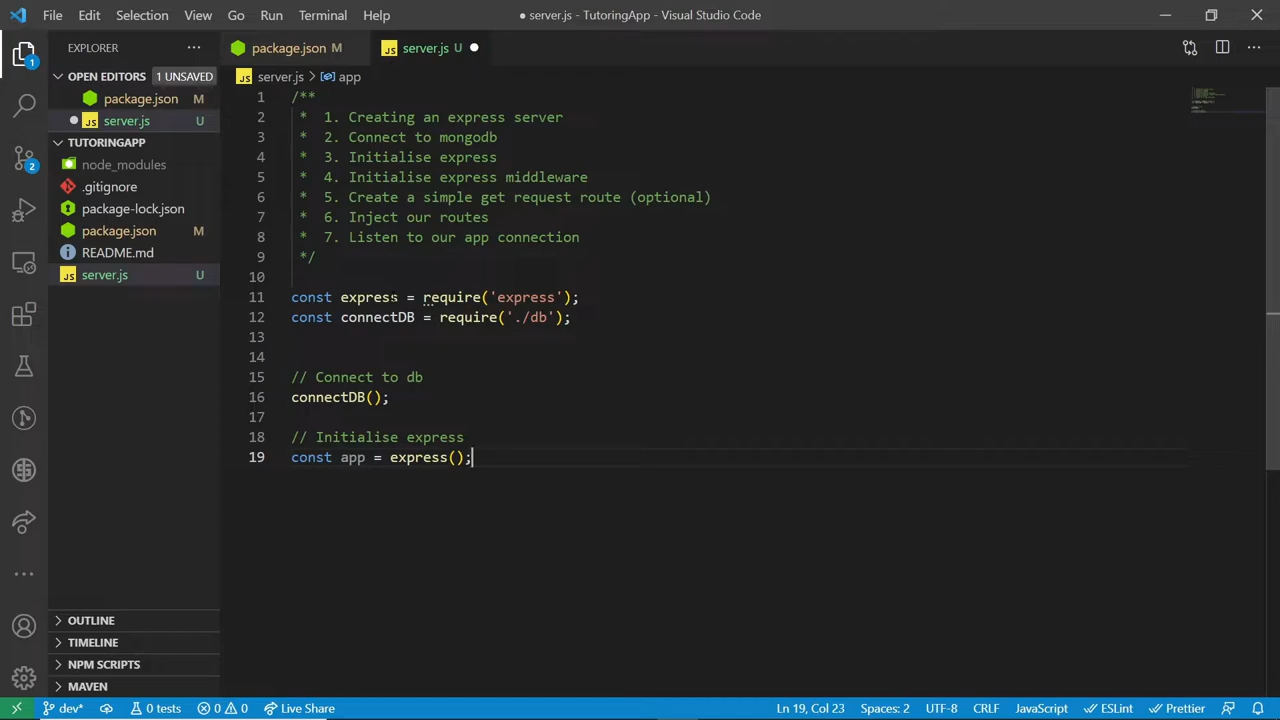 File Edit Selection View Go Run Terminal Help
● server.js - TutoringApp - Visual Studio Code
EXPLORER
package.json M
JS server.js U
OPEN EDITORS 1 UNSAVED
package.json M
JS server.js U
TUTORINGAPP
node_modules
.gitignore
package-lock.json
package.json M
README.md
JS server.js U
OUTLINE
TIMELINE
NPM SCRIPTS
MAVEN
1
2
JS server.js > app
1 /**
2 * 1. Creating an express server
3 * 2. Connect to mongodb
4 * 3. Initialise express
5 * 4. Initialise express middleware
6 * 5. Create a simple get request route (optional)
7 * 6. Inject our routes
8 * 7. Listen to our app connection
9 */
10
11 const express = require('express');
12 const connectDB = require('./db');
13
14
15 // Connect to db
16 connectDB();
17
18 // Initialise express
19 const app = express();
dev* 0 tests 0 0 Live Share
Ln 19, Col 23 Spaces: 2 UTF-8 CRLF JavaScript ESLint Prettier